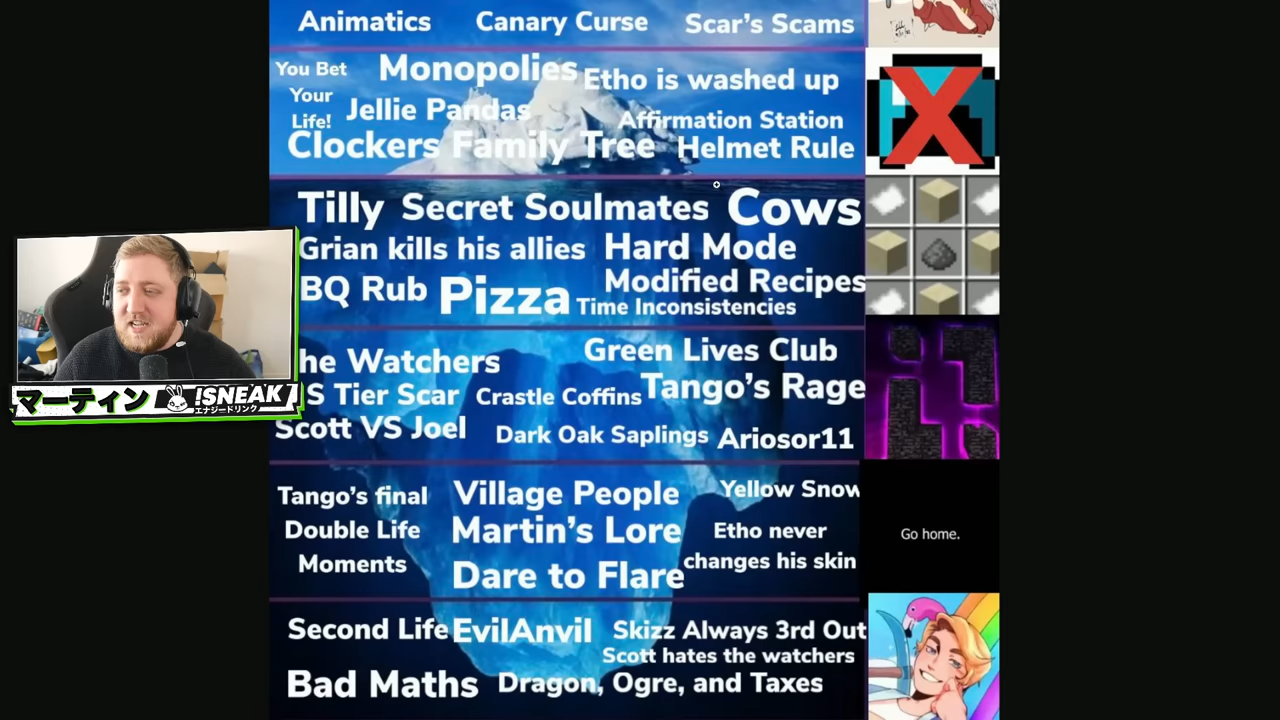 Animatics Canary Curse Scar's Scams
You Bet
Your
Life!
Monopolies
Etho is washed up
Jellie Pandas
Affirmation Station
Clockers Family Tree
Helmet Rule
Tilly Secret Soulmates Cows
Grian kills his allies
Hard Mode
BQ Rub
Pizza
Modified Recipes
Time Inconsistencies
he Watchers
Green Lives Club
S Tier Scar
Crastle Coffins
Tango's Rage
Scott VS Joel
Dark Oak Saplings
Ariosor11
Tango's final
Double Life
Moments
Village People
Yellow Snow
Martin's Lore
Etho never
changes his skin
Dare to Flare
Go home.
Second Life
EvilAnvil
Skizz Always 3rd Out
Scott hates the watchers
Bad Maths
Dragon, Ogre, and Taxes
マーティン
!SNEAK
エナジードリンク